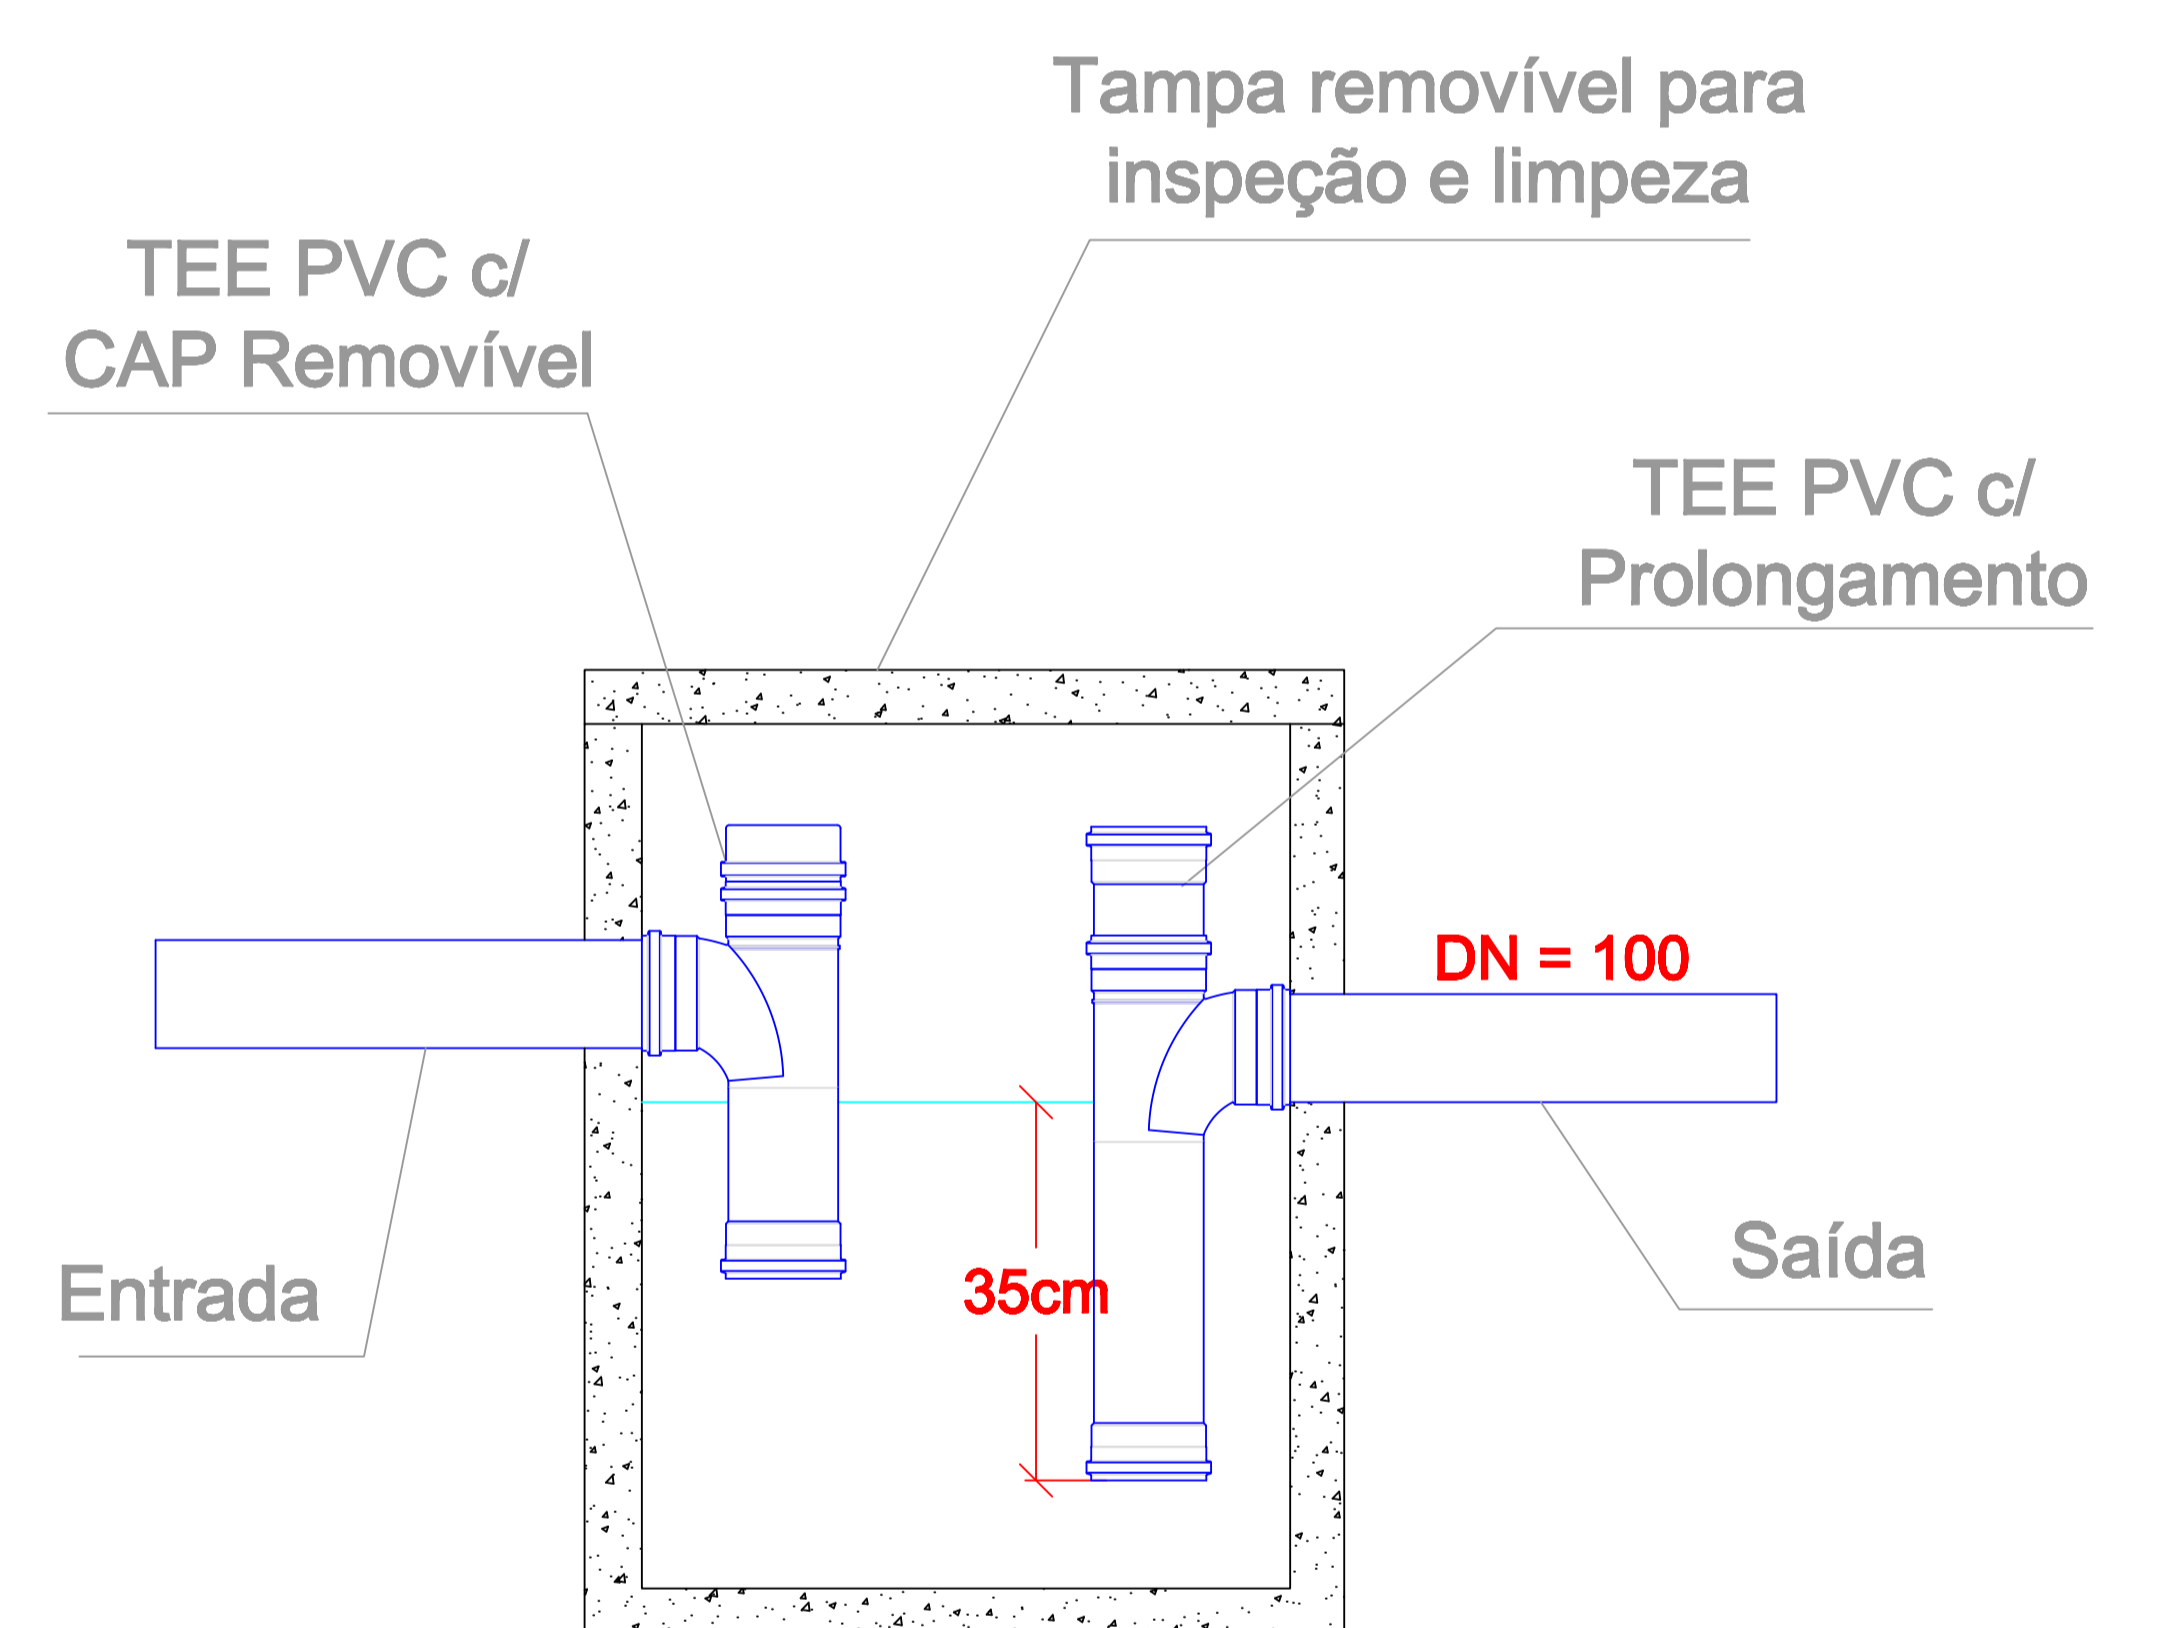 Tampa removível para
inspeção e limpeza
TEE PVC c/
CAP Removível
TEE PVC c/
Prolongamento
DN = 100
Saída
Entrada
35cm